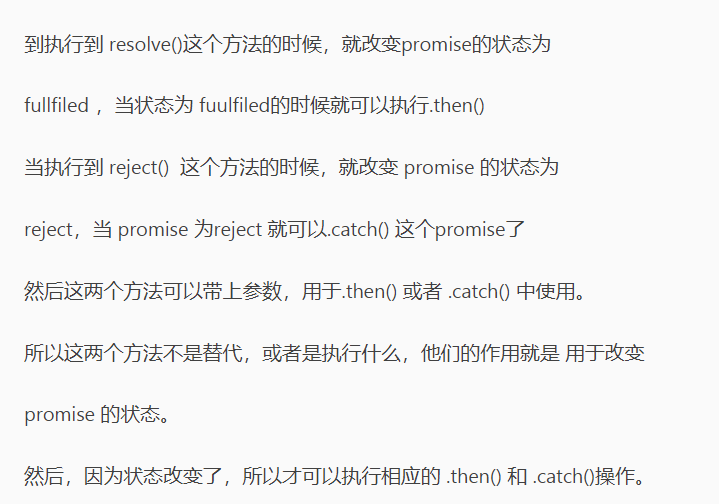 到执行到 resolve()这个方法的时候，就改变promise的状态为
fullfiled ，当状态为 fuulfiled的时候就可以执行.then()
当执行到 reject()  这个方法的时候，就改变 promise 的状态为
reject，当 promise 为reject 就可以.catch() 这个promise了
然后这两个方法可以带上参数，用于.then() 或者 .catch() 中使用。
所以这两个方法不是替代，或者是执行什么，他们的作用就是 用于改变
promise 的状态。
然后，因为状态改变了，所以才可以执行相应的 .then() 和 .catch()操作。